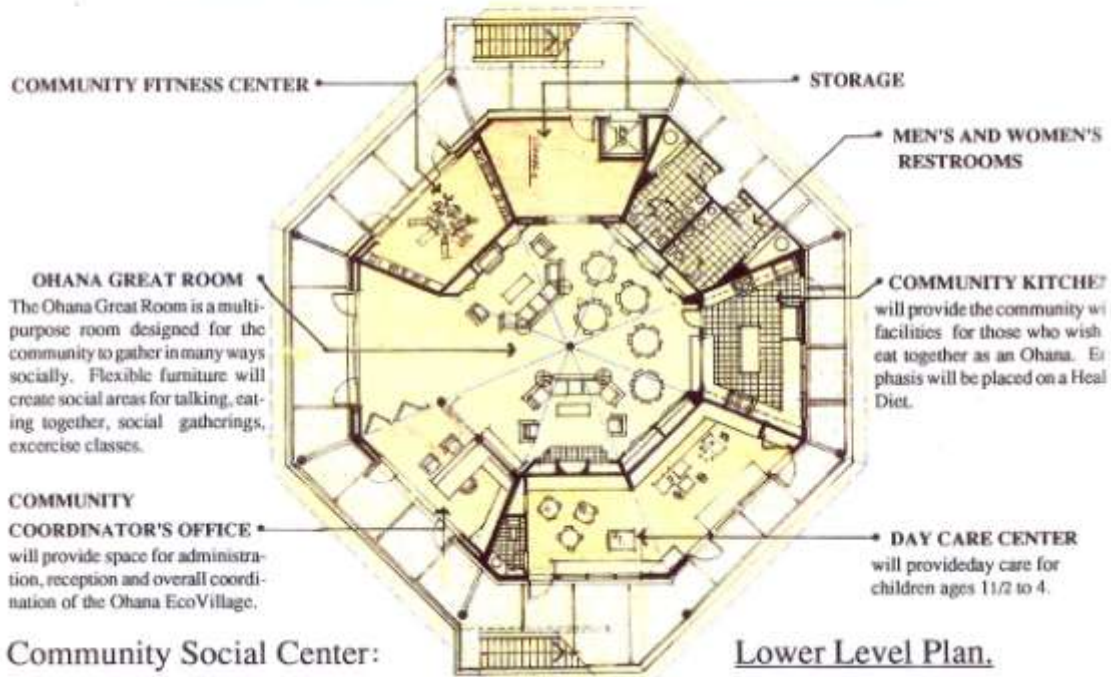 COMMUNITY FITNESS CENTER
STORAGE
MEN'S AND WOMEN'S
RESTROOMS
OHANA GREAT ROOM
The Ohana Great Room is a multi-
purpose room designed for the
community to gather in many ways
socially. Flexible furniture will
create social areas for talking, eat-
ing together, social gatherings,
excercise classes.
COMMUNITY KITCHE
will provide the community wi
facilities for those who wish
eat together as an Ohana. E
phasis will be placed on a Heal
Diet.
COMMUNITY
COORDINATOR'S OFFICE
will provide space for administra-
tion, reception and overall coordi-
nation of the Ohana EcoVillage.
DAY CARE CENTER
will provideday care for
children ages 11/2 to 4.
Community Social Center:
Lower Level Plan.